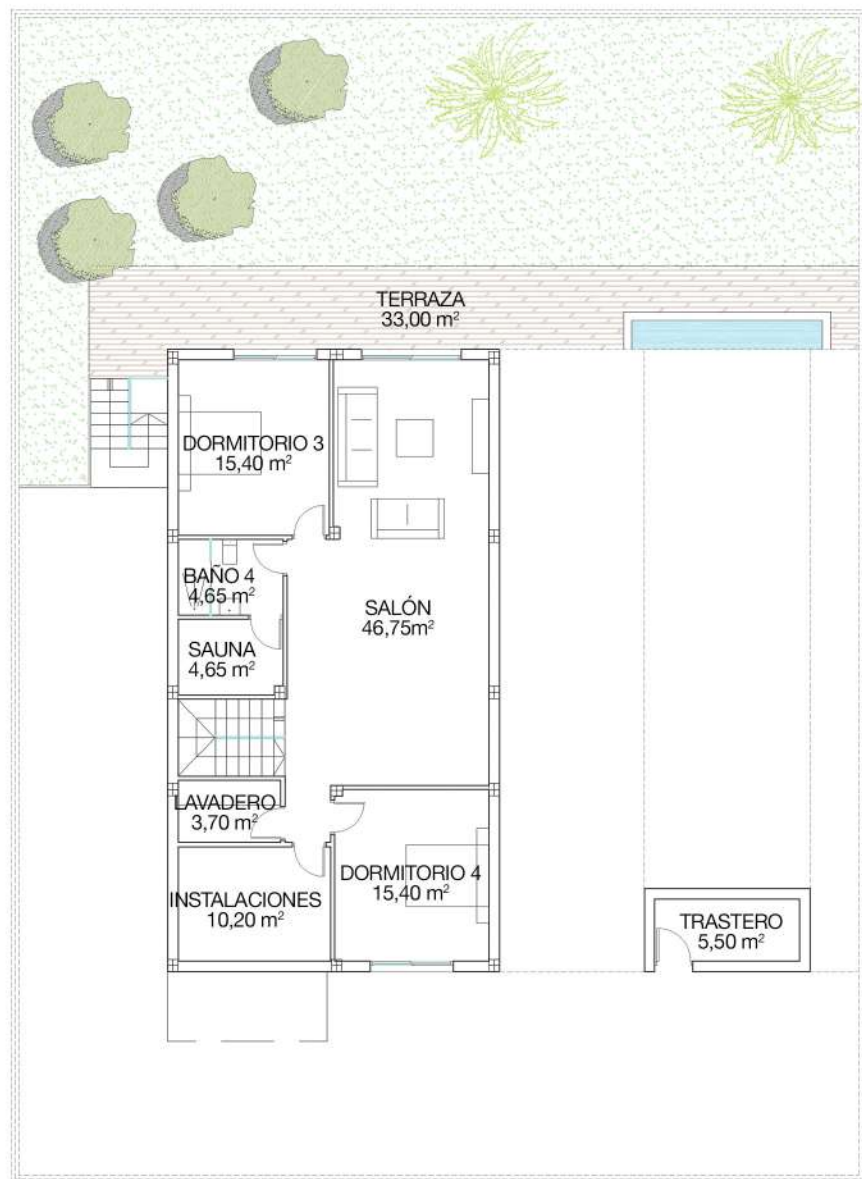 TERRAZA
33,00 m²
DORMITORIO 3
15,40 m²
BAÑO 4
4,65 m²
SALÓN
46,75m²
SAUNA
4,65 m²
LAVADERO
3,70 m²
DORMITORIO 4
15,40 m²
INSTALACIONES
10,20 m²
TRASTERO
5,50 m²